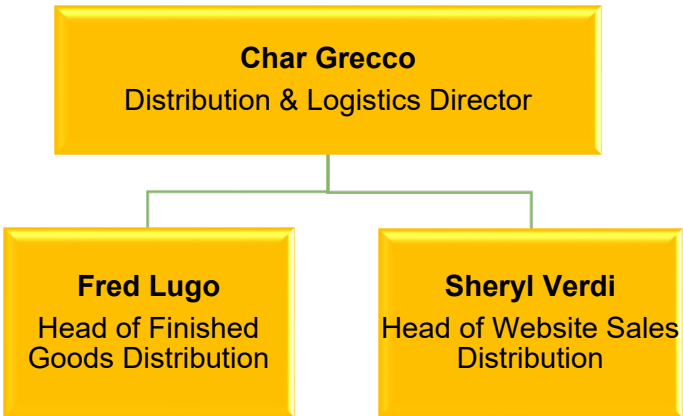 Char Grecco
Distribution & Logistics Director
Fred Lugo
Head of Finished
Goods Distribution
Sheryl Verdi
Head of Website Sales
Distribution